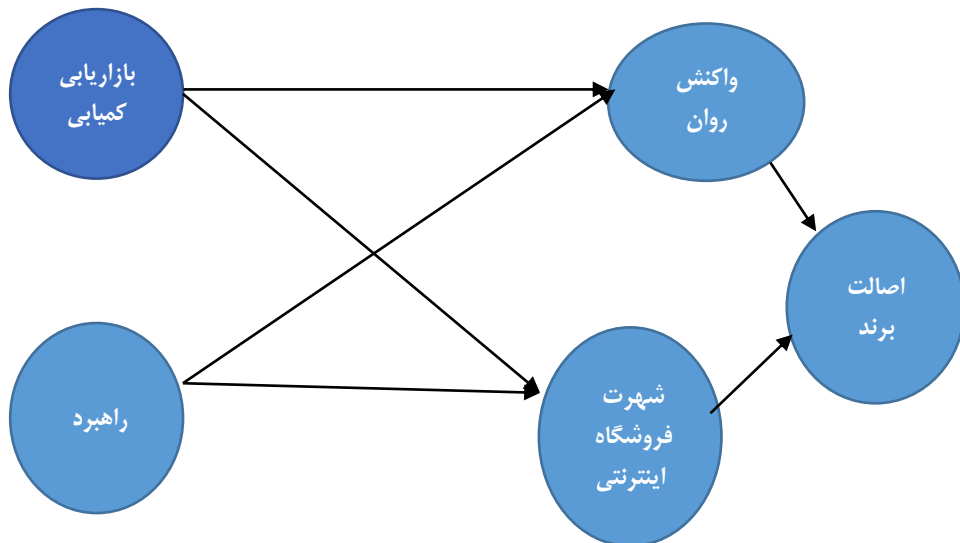 بازاریابی
کمیابی
واکنش
روان
اصالت
برند
راهبرد
شهرت
فروشگاه
اینترنتی